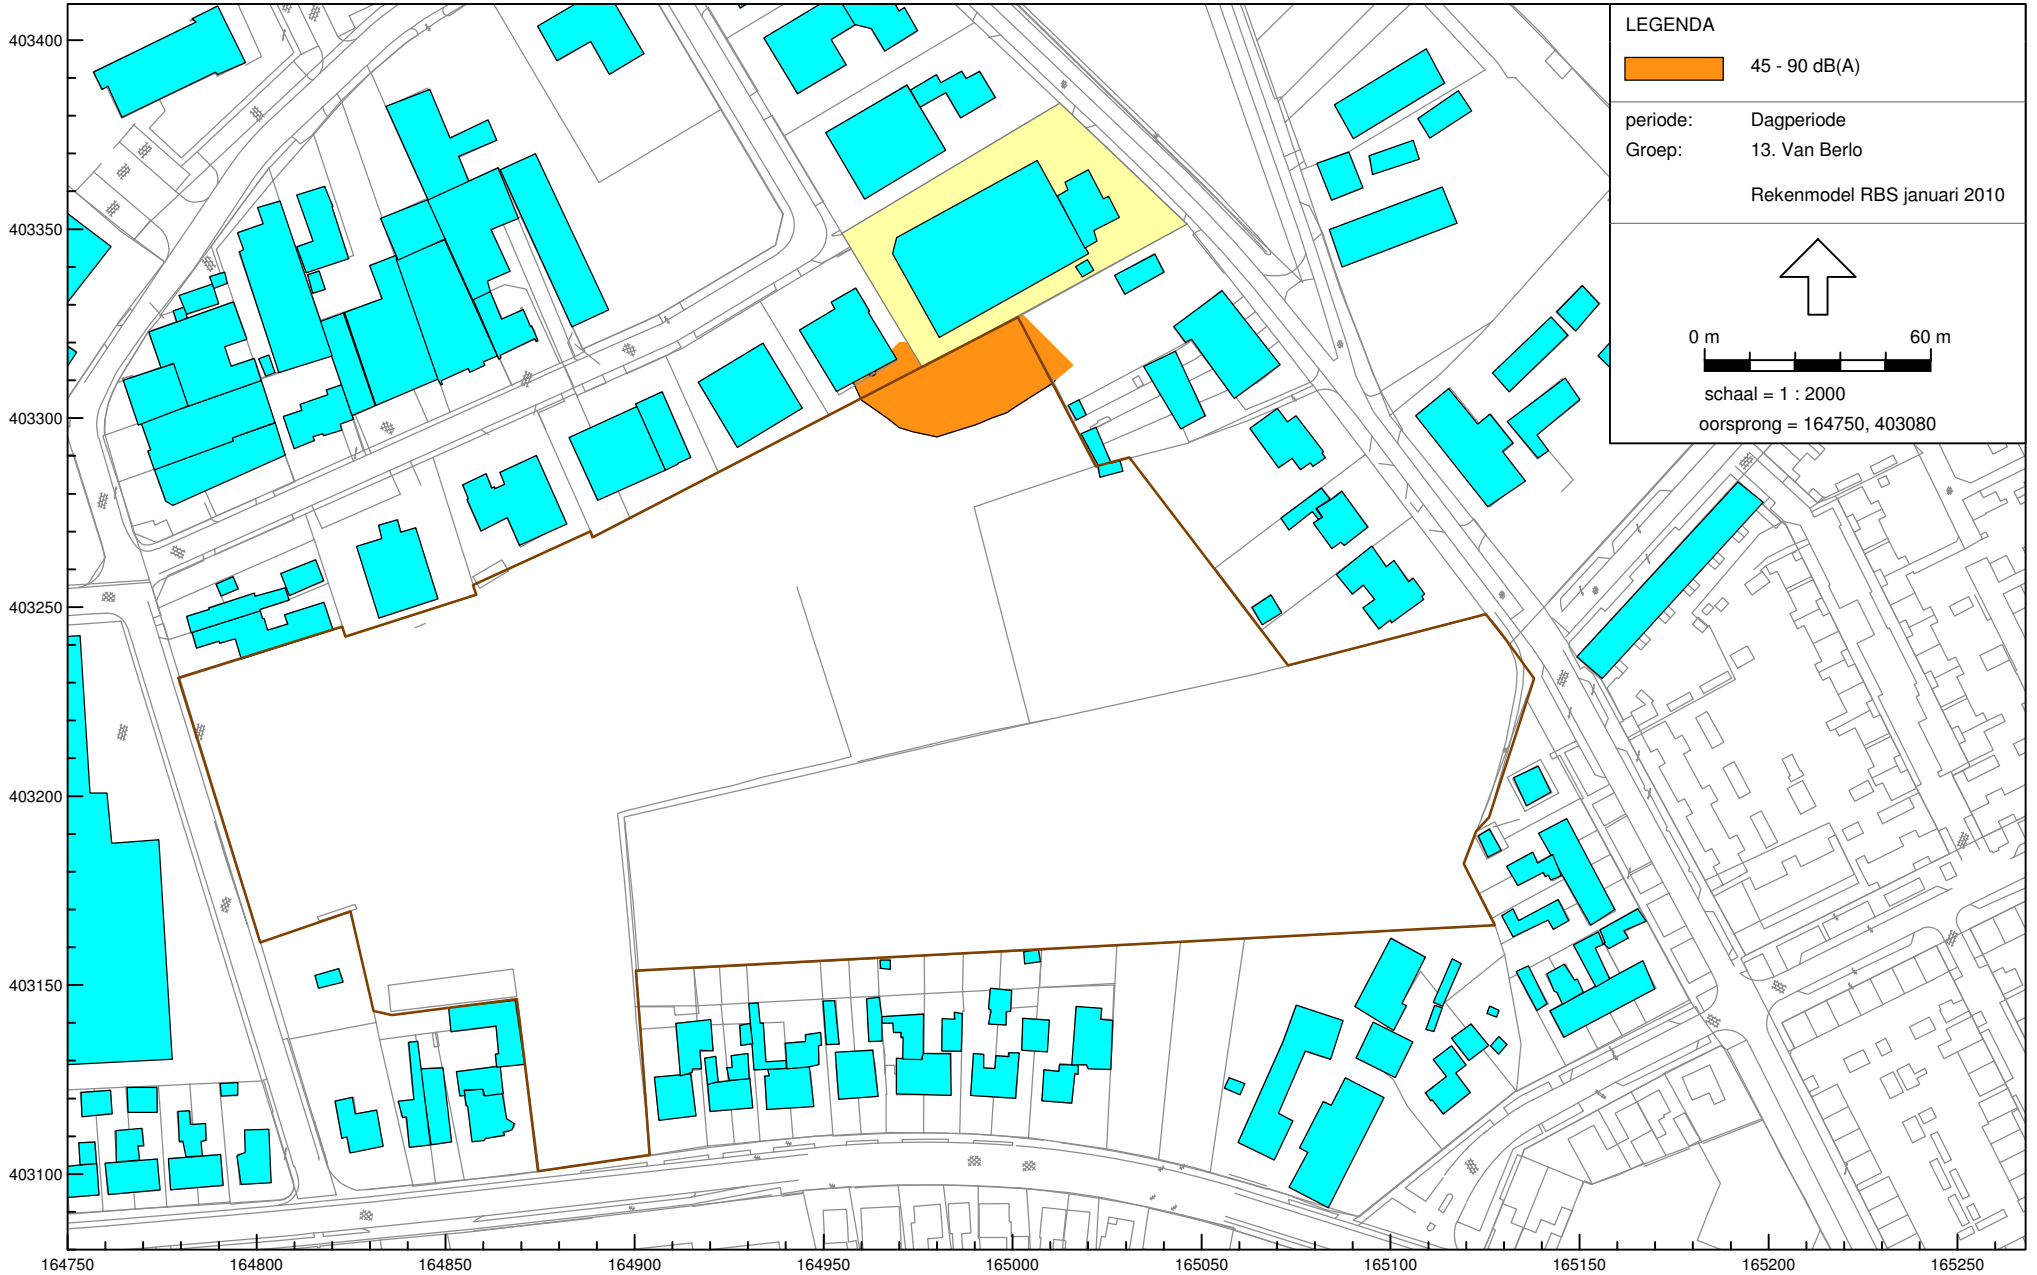 LEGENDA
45 - 90 dB(A)
periode: Dagperiode
Groep: 13. Van Berlo
Rekenmodel RBS januari 2010
0 m 60 m
schaal = 1 : 2000
oorsprong = 164750, 403080
403400
403350
403300
403250
403200
403150
403100
164750 164800 164850 164900 164950 165000 165050 165100 165150 165200 165250